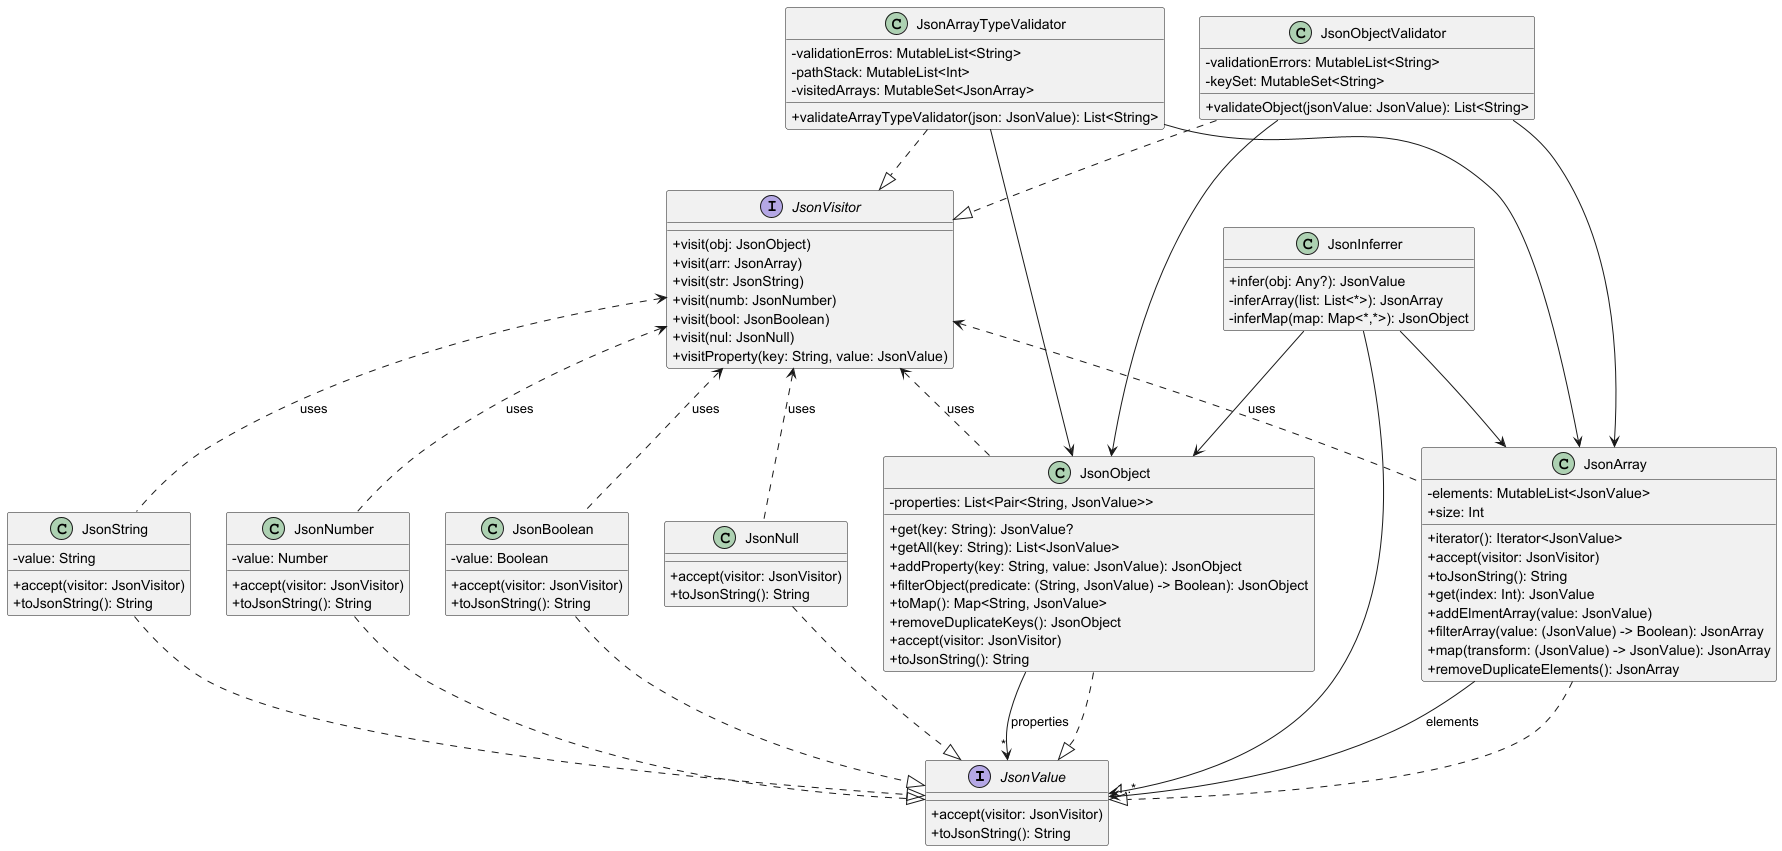 C JsonArrayTypeValidator
-validationErros: MutableList<String>
-pathStack: MutableList<Int>
-visitedArrays: MutableSet<JsonArray>
+validateArrayTypeValidator(json: JsonValue): List<String>
C JsonObjectValidator
-validationErrors: MutableList<String>
-keySet: MutableSet<String>
+validateObject(jsonValue: JsonValue): List<String>
I JsonVisitor
+visit(obj: JsonObject)
+visit(arr: JsonArray)
+visit(str: JsonString)
+visit(numb: JsonNumber)
+visit(bool: JsonBoolean)
+visit(nul: JsonNull)
+visitProperty(key: String, value: JsonValue)
C JsonInferrer
+infer(obj: Any?): JsonValue
-inferArray(list: List<*>): JsonArray
-inferMap(map: Map<*,*>): JsonObject
uses
uses
uses
uses
uses
uses
C JsonString
-value: String
+accept(visitor: JsonVisitor)
+toJsonString(): String
C JsonNumber
-value: Number
+accept(visitor: JsonVisitor)
+toJsonString(): String
C JsonBoolean
-value: Boolean
+accept(visitor: JsonVisitor)
+toJsonString(): String
C JsonNull
+accept(visitor: JsonVisitor)
+toJsonString(): String
C JsonObject
-properties: List<Pair<String, JsonValue>>
+get(key: String): JsonValue?
+getAll(key: String): List<JsonValue>
+addProperty(key: String, value: JsonValue): JsonObject
+filterObject(predicate: (String, JsonValue) -> Boolean): JsonObject
+toMap(): Map<String, JsonValue>
+removeDuplicateKeys(): JsonObject
+accept(visitor: JsonVisitor)
+toJsonString(): String
C JsonArray
-elements: MutableList<JsonValue>
+size: Int
+iterator(): Iterator<JsonValue>
+accept(visitor: JsonVisitor)
+toJsonString(): String
+get(index: Int): JsonValue
+addElmentArray(value: JsonValue)
+filterArray(value: (JsonValue) -> Boolean): JsonArray
+map(transform: (JsonValue) -> JsonValue): JsonArray
+removeDuplicateElements(): JsonArray
properties
*
elements
*
I JsonValue
+accept(visitor: JsonVisitor)
+toJsonString(): String